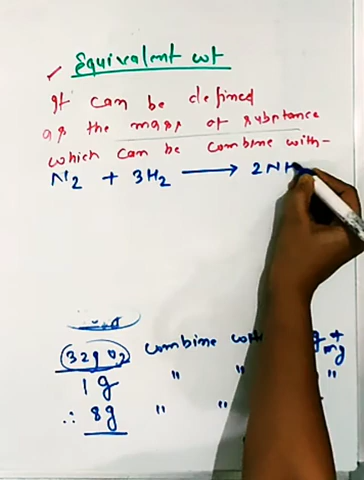 Equivalent wt
It can be defined
as the mass of substance
which can be combine with-
N2 + 3H2 → 2NH
32g O2 combine g +
mg
1g " " "
∴ 8g " "